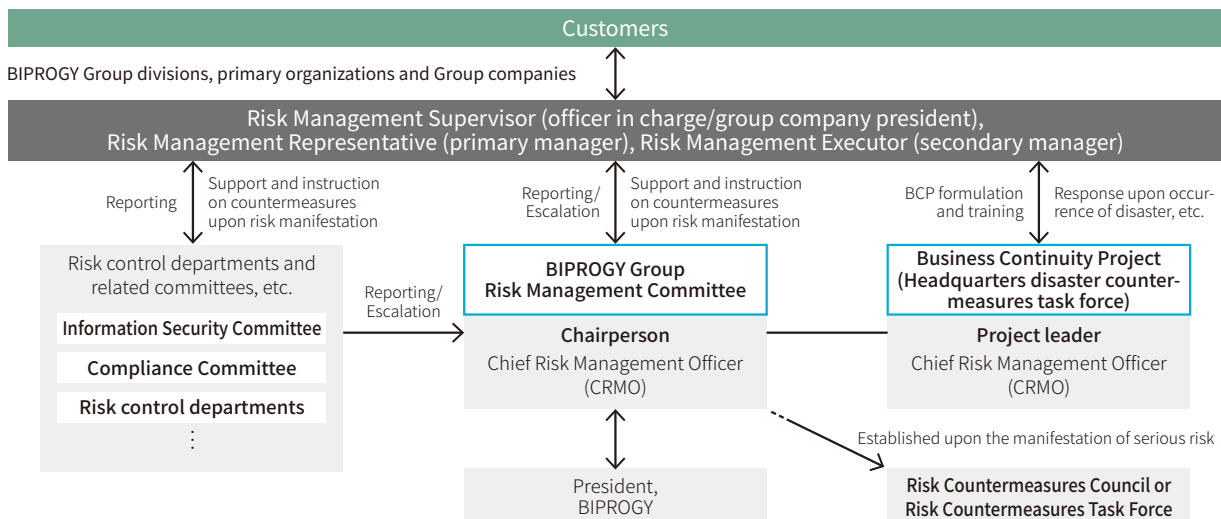 Customers
BIPROGY Group divisions, primary organizations and Group companies
Risk Management Supervisor (officer in charge/group company president),
Risk Management Representative (primary manager), Risk Management Executor (secondary manager)
Reporting
Support and instruction
on countermeasures
upon risk manifestation
Reporting/
Escalation
Support and instruction
on countermeasures
upon risk manifestation
BCP formulation
and training
Response upon occur-
rence of disaster, etc.
Risk control departments and
related committees, etc.
Information Security Committee
Compliance Committee
Risk control departments
⋮
Reporting/
Escalation
BIPROGY Group
Risk Management Committee
Chairperson
Chief Risk Management Officer
(CRMO)
Business Continuity Project
(Headquarters disaster counter-
measures task force)
Project leader
Chief Risk Management Officer
(CRMO)
Established upon the manifestation of serious risk
President,
BIPROGY
Risk Countermeasures Council or
Risk Countermeasures Task Force